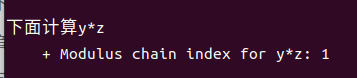 下面计算y*z
+ Modulus chain index for y*z: 1